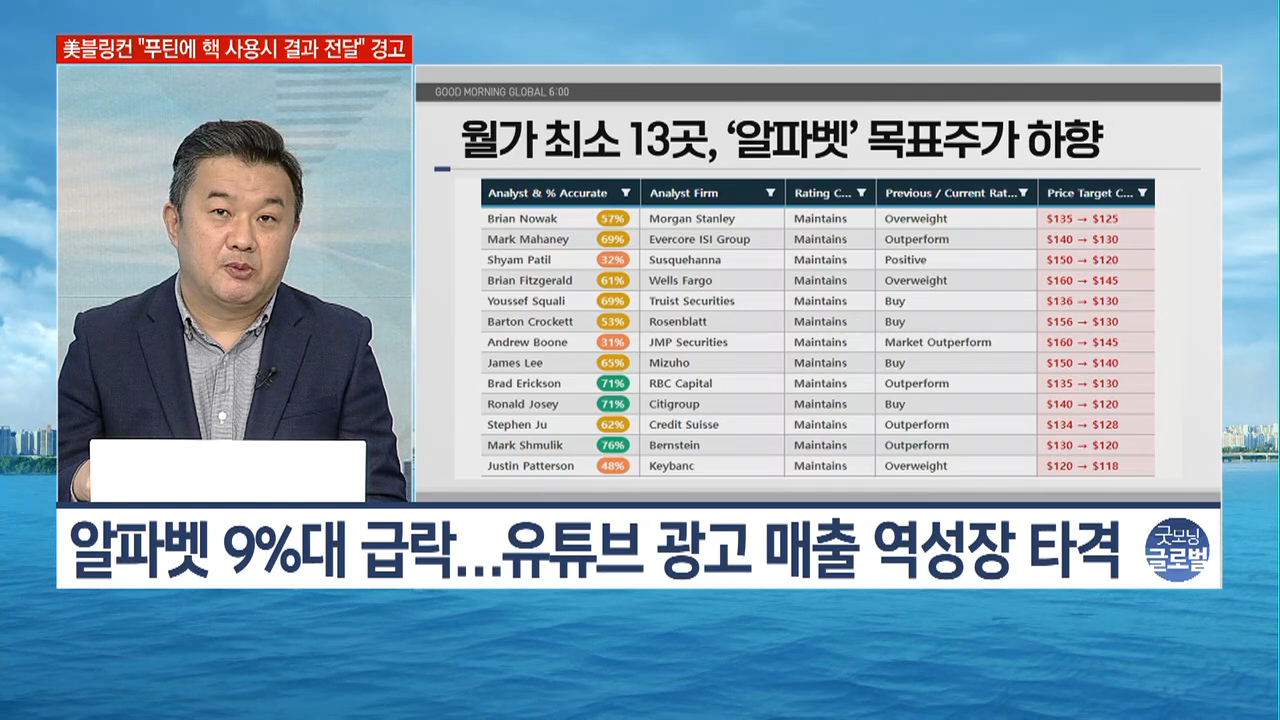 美블링컨 "푸틴에 핵 사용시 결과 전달" 경고
GOOD MORNING GLOBAL 6:00
월가 최소 13곳, ‘알파벳’ 목표주가 하향
Analyst & % Accurate Analyst Firm Rating C... Previous / Current Rat... Price Target C...
Brian Nowak 57% Morgan Stanley Maintains Overweight $135 → $125
Mark Mahaney 69% Evercore ISI Group Maintains Outperform $140 → $130
Shyam Patil 32% Susquehanna Maintains Positive $150 → $120
Brian Fitzgerald 61% Wells Fargo Maintains Overweight $160 → $145
Youssef Squali 69% Truist Securities Maintains Buy $136 → $130
Barton Crockett 53% Rosenblatt Maintains Buy $156 → $130
Andrew Boone 31% JMP Securities Maintains Market Outperform $160 → $145
James Lee 65% Mizuho Maintains Buy $150 → $140
Brad Erickson 71% RBC Capital Maintains Outperform $135 → $130
Ronald Josey 71% Citigroup Maintains Buy $140 → $120
Stephen Ju 62% Credit Suisse Maintains Outperform $134 → $128
Mark Shmulik 76% Bernstein Maintains Outperform $130 → $120
Justin Patterson 48% Keybanc Maintains Overweight $120 → $118
알파벳 9%대 급락...유튜브 광고 매출 역성장 타격
굿모닝
글로벌